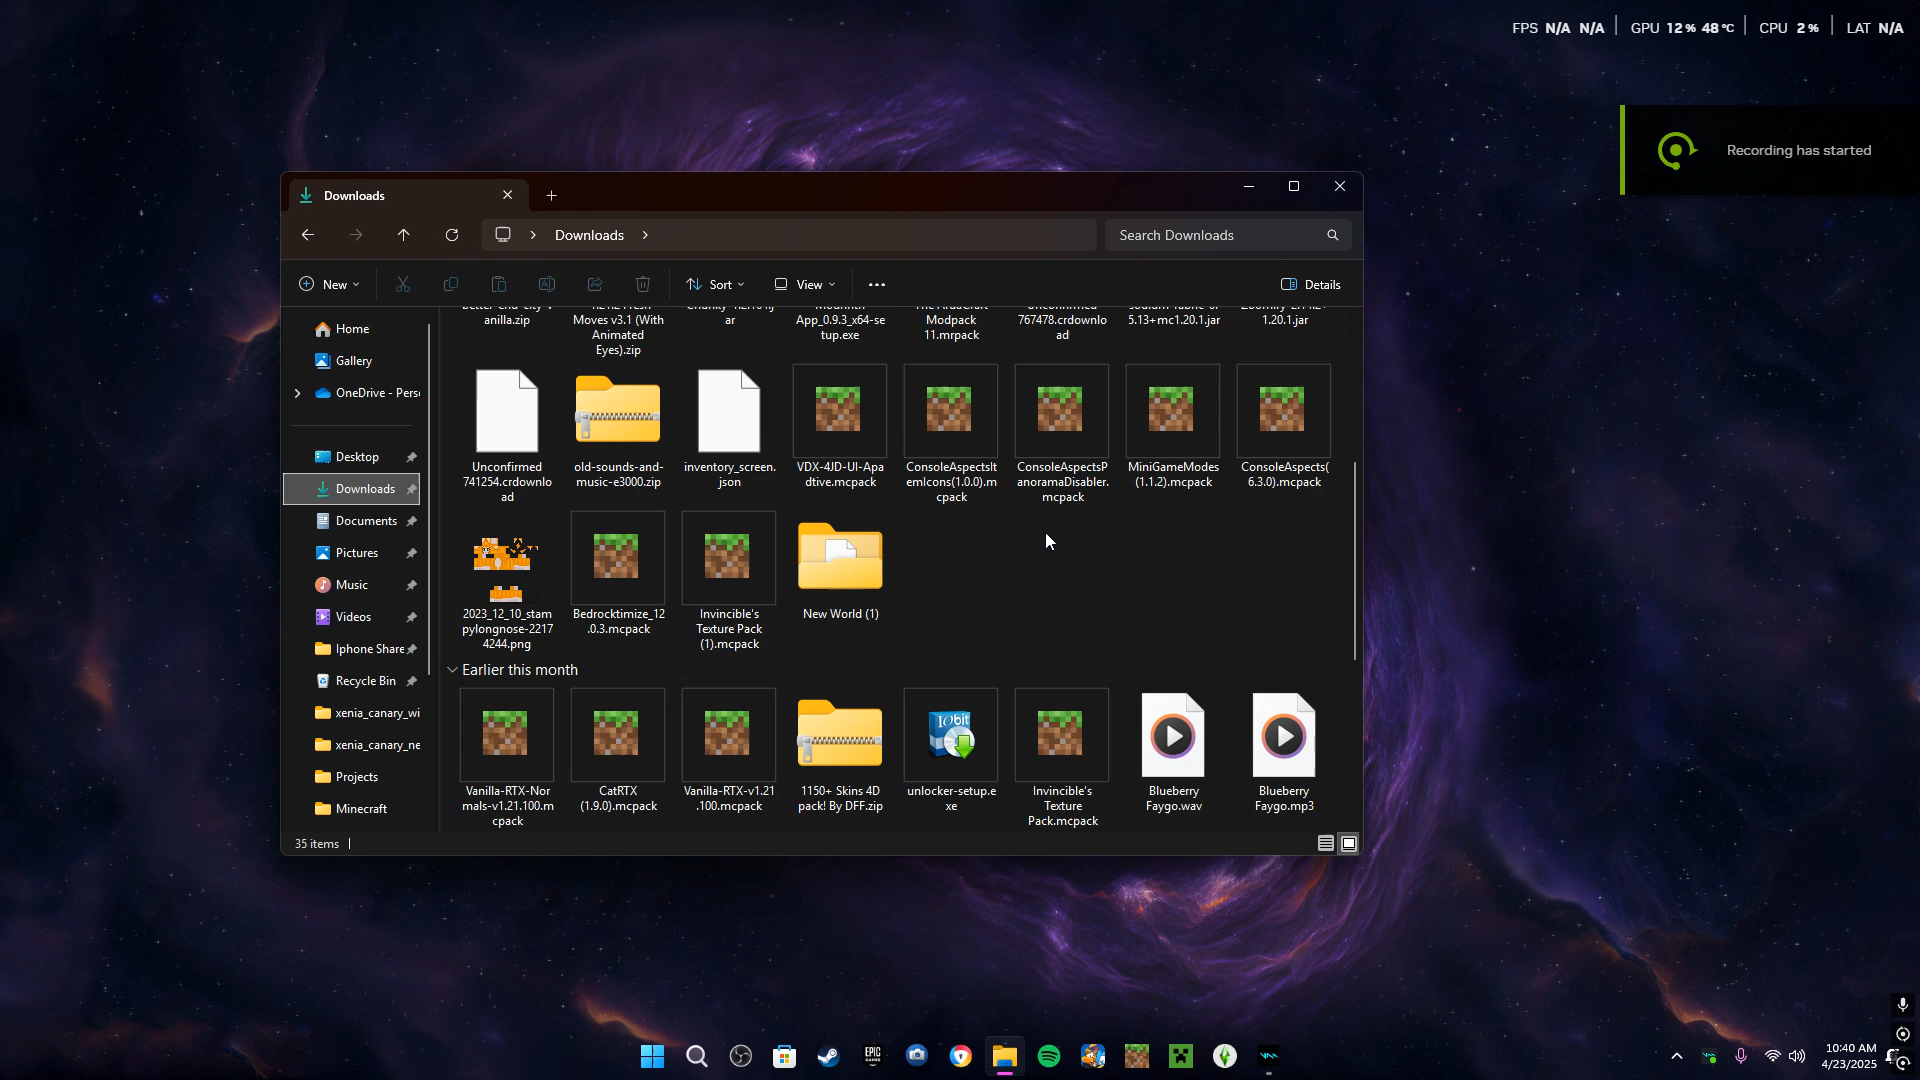 FPS N/A N/A | GPU 12% 48°C | CPU 2% | LAT N/A
Recording has started
Downloads
Downloads
Search Downloads
New
Sort
View
Details
Home
Gallery
OneDrive - Pers
Desktop
Downloads
Documents
Pictures
Music
Videos
Iphone Share
Recycle Bin
xenia_canary_wi
xenia_canary_ne
Projects
Minecraft
anilla.zip
Moves v3.1 (With
Animated
Eyes).zip
ar
App_0.9.3_x64-se
tup.exe
Modpack
11.mrpack
767478.crdownlo
ad
5.13+mc1.20.1.jar
1.20.1.jar
Unconfirmed
741254.crdownlo
ad
old-sounds-and-
music-e3000.zip
inventory_screen.
json
VDX-4JD-UI-Apa
dtive.mcpack
ConsoleAspectsIt
emIcons(1.0.0).m
cpack
ConsoleAspectsP
anoramaDisabler.
mcpack
MiniGameModes
(1.1.2).mcpack
ConsoleAspects(
6.3.0).mcpack
2023_12_10_stam
pylongnose-2217
4244.png
Bedrocktimize_12
.0.3.mcpack
Invincible's
Texture Pack
(1).mcpack
New World (1)
Earlier this month
Vanilla-RTX-Nor
mals-v1.21.100.m
cpack
CatRTX
(1.9.0).mcpack
Vanilla-RTX-v1.21
.100.mcpack
1150+ Skins 4D
pack! By DFF.zip
IObit
unlocker-setup.e
xe
Invincible's
Texture
Pack.mcpack
Blueberry
Faygo.wav
Blueberry
Faygo.mp3
35 items
EPIC
GAMES
10:40 AM
4/23/2025